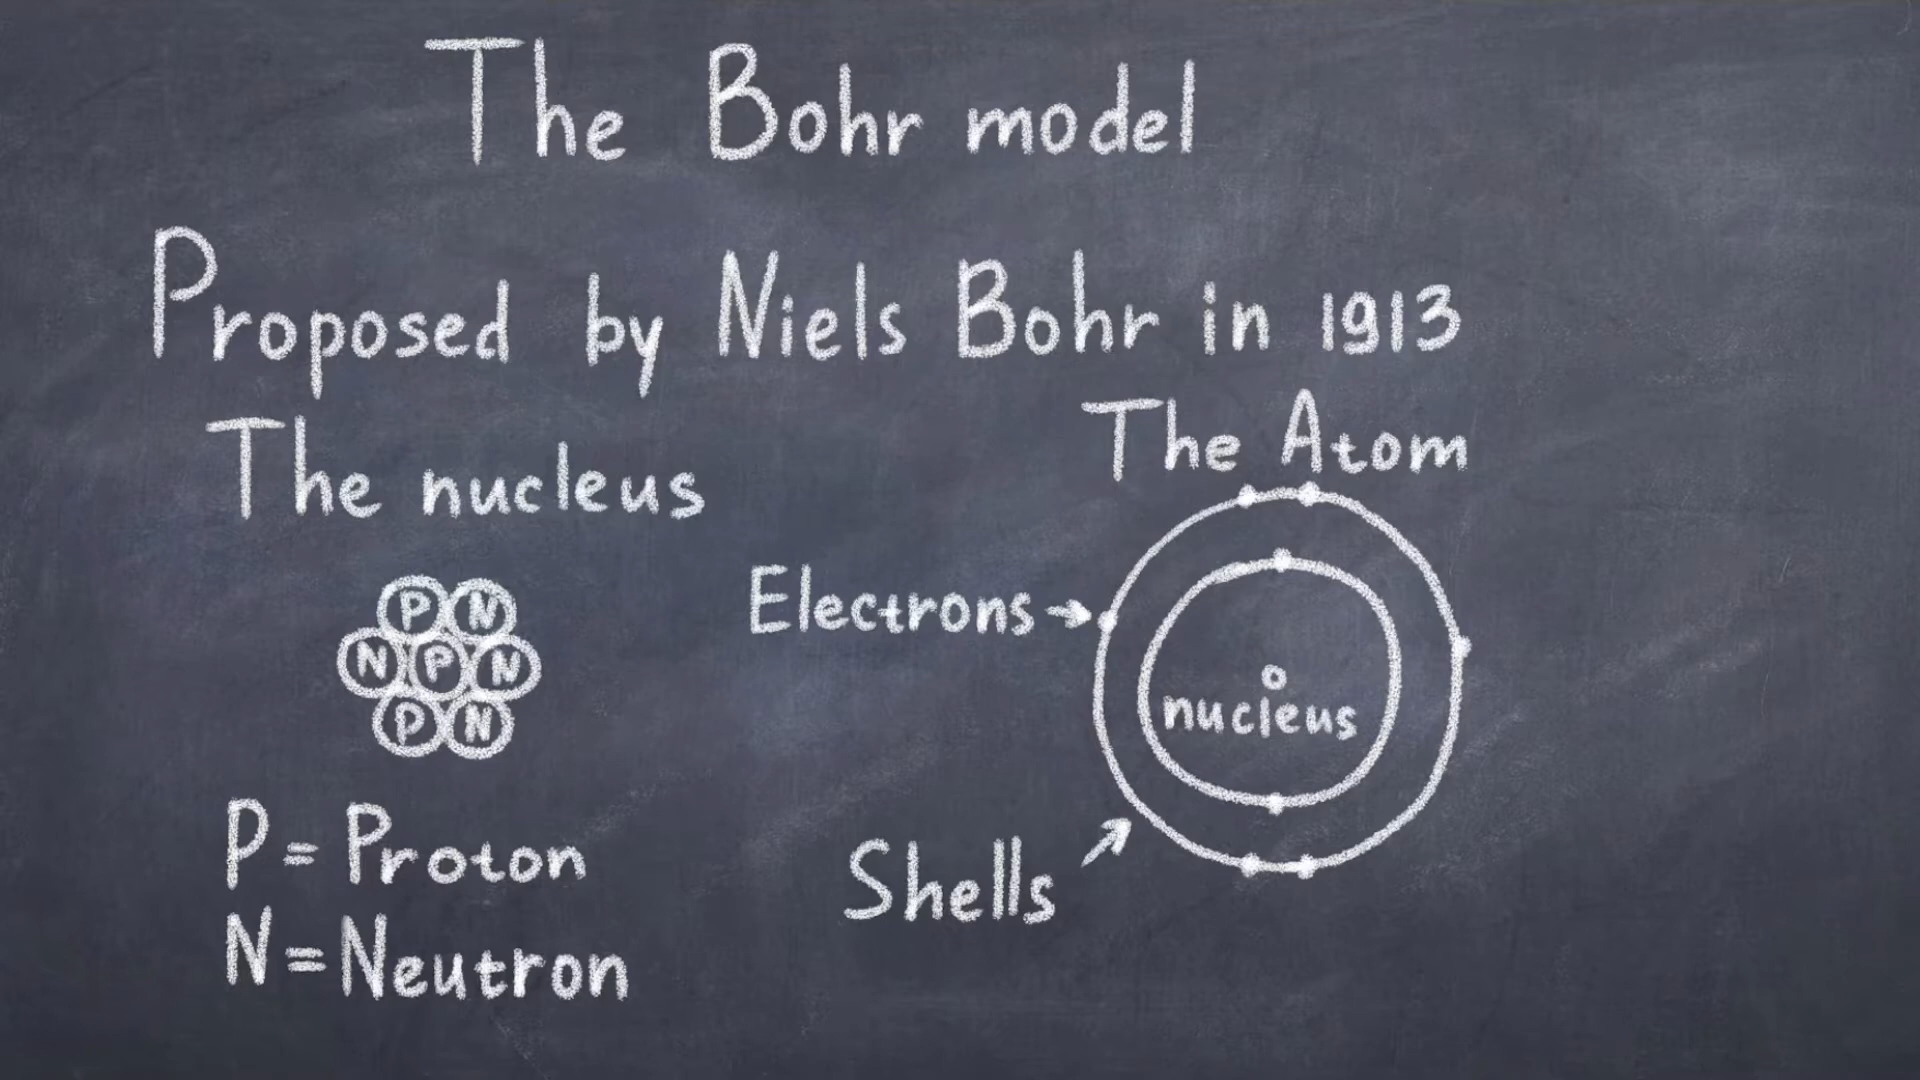 The Bohr model
Proposed by Niels Bohr in 1913
The nucleus
P N
N P N
P N
P = Proton
N = Neutron
The Atom
Electrons →
nucleus
Shells